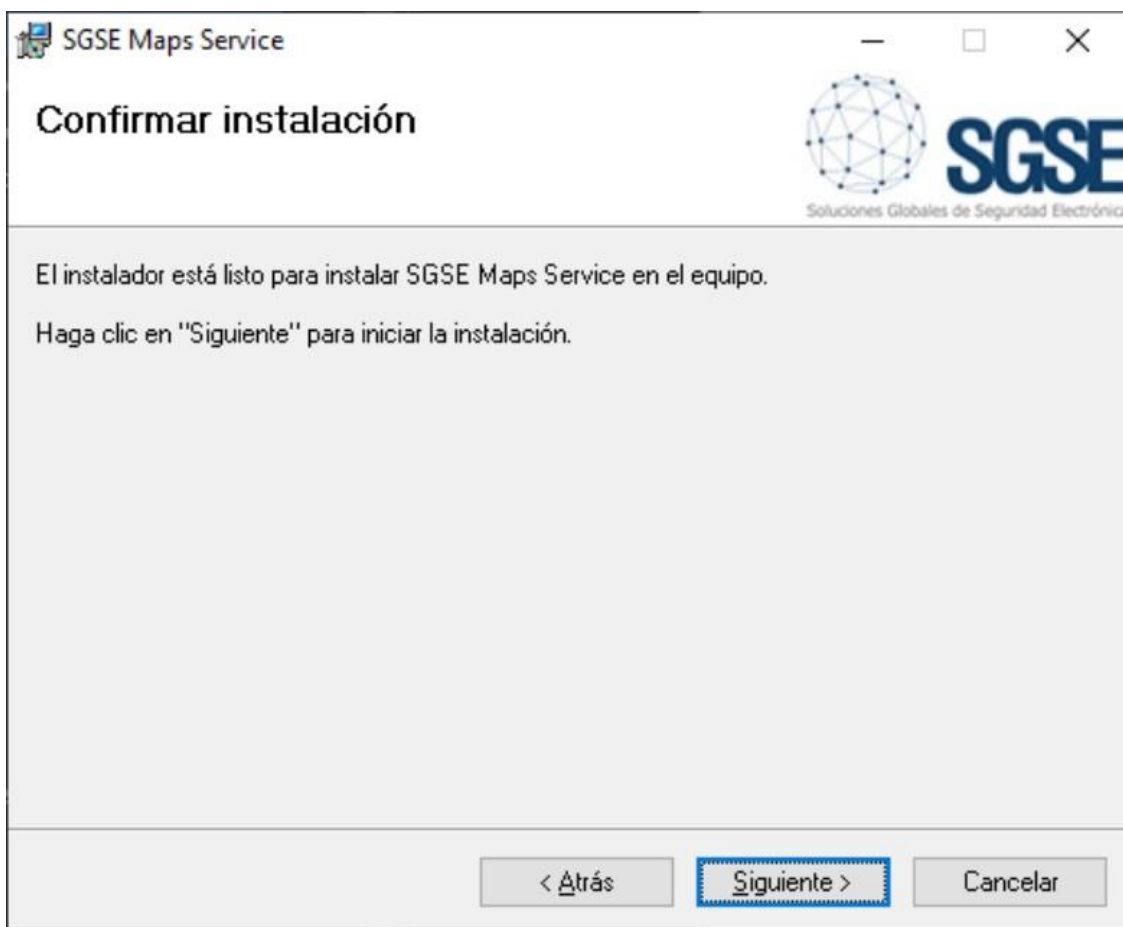 SGSE Maps Service
Confirmar instalación
SGSE
Soluciones Globales de Seguridad Electrónica
El instalador está listo para instalar SGSE Maps Service en el equipo.
Haga clic en "Siguiente" para iniciar la instalación.
< Atrás
Siguiente >
Cancelar